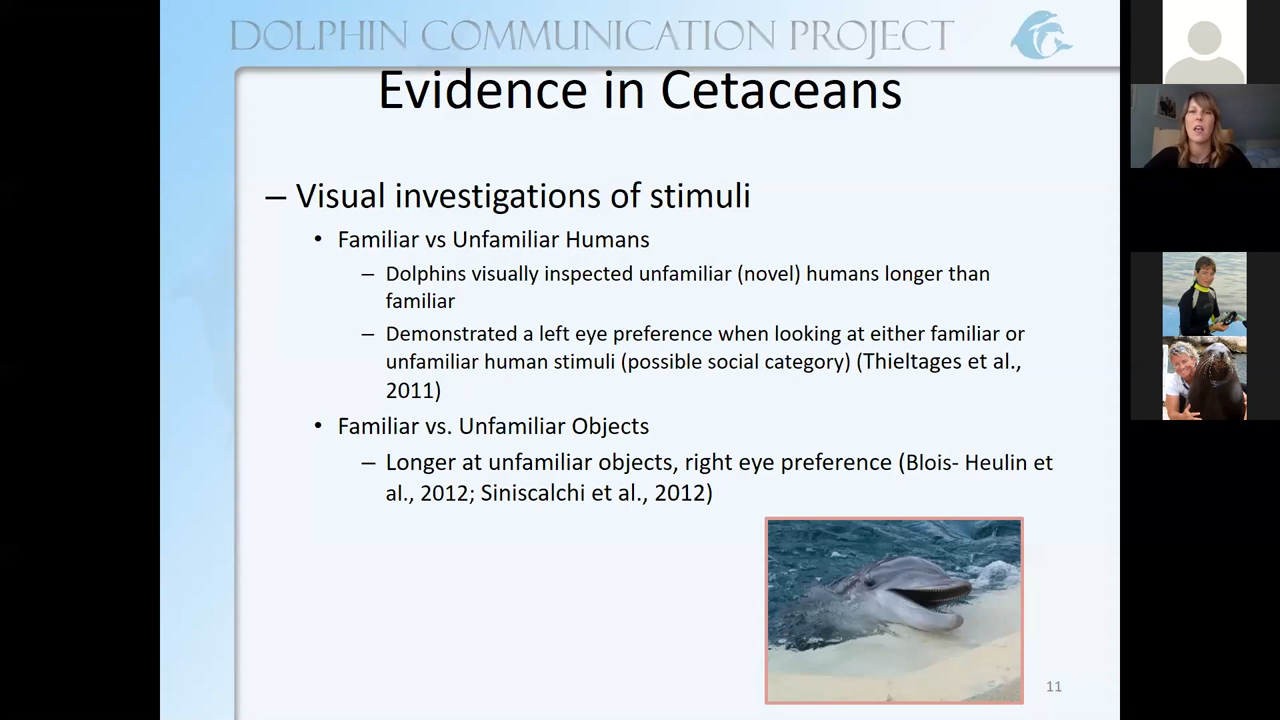 DOLPHIN COMMUNICATION PROJECT
Evidence in Cetaceans
– Visual investigations of stimuli
• Familiar vs Unfamiliar Humans
– Dolphins visually inspected unfamiliar (novel) humans longer than
familiar
– Demonstrated a left eye preference when looking at either familiar or
unfamiliar human stimuli (possible social category) (Thieltages et al.,
2011)
• Familiar vs. Unfamiliar Objects
– Longer at unfamiliar objects, right eye preference (Blois- Heulin et
al., 2012; Siniscalchi et al., 2012)
11